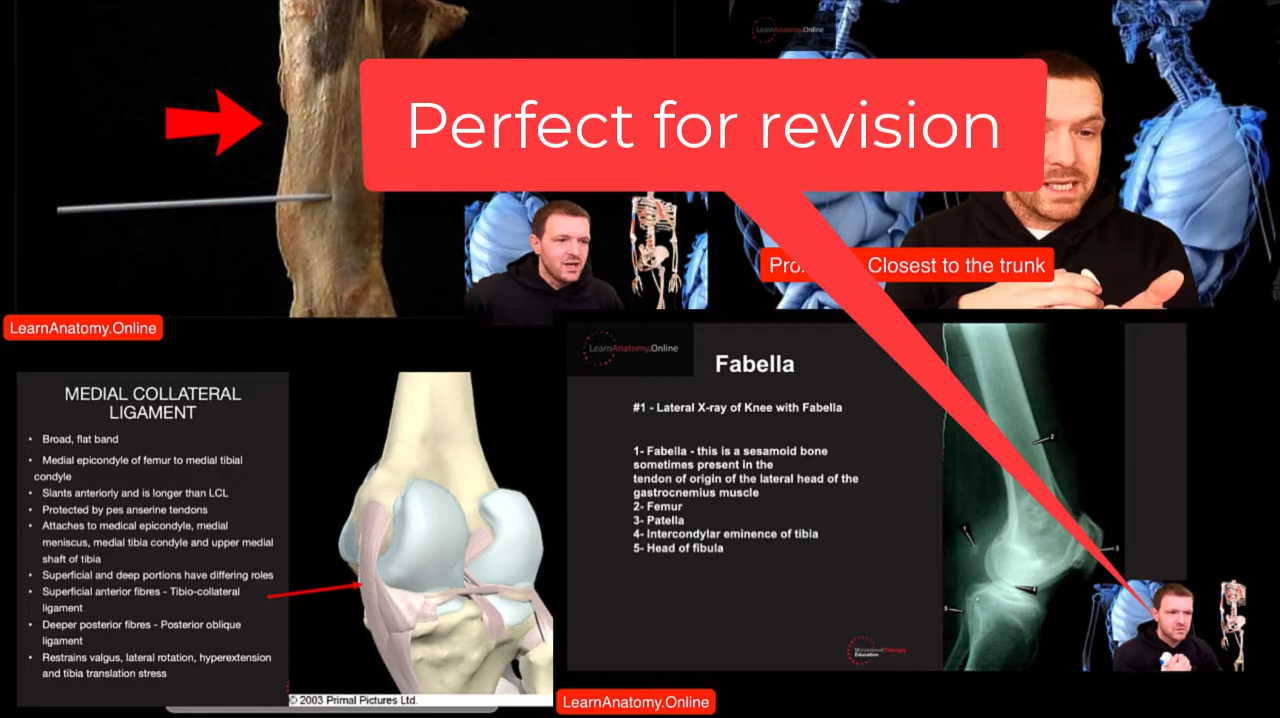 LearnAnatomy.Online
Perfect for revision
Closest to the trunk
LearnAnatomy.Online
MEDIAL COLLATERAL
LIGAMENT
• Broad, flat band
• Medial epicondyle of femur to medial tibial
condyle
• Slants anteriorly and is longer than LCL
• Protected by pes anserine tendons
• Attaches to medical epicondyle, medial
meniscus, medial tibia condyle and upper medial
shaft of tibia
• Superficial and deep portions have differing roles
• Superficial anterior fibres - Tibio-collateral
ligament
• Deeper posterior fibres - Posterior oblique
ligament
• Restrains valgus, lateral rotation, hyperextension
and tibia translation stress
© 2003 Primal Pictures Ltd.
LearnAnatomy.Online
Fabella
#1 - Lateral X-ray of Knee with Fabella
1- Fabella - this is a sesamoid bone
sometimes present in the
tendon of origin of the lateral head of the
gastrocnemius muscle
2- Femur
3- Patella
4- Intercondylar eminence of tibia
5- Head of fibula
2
3
4
5
MovementTherapy
Education
LearnAnatomy.Online